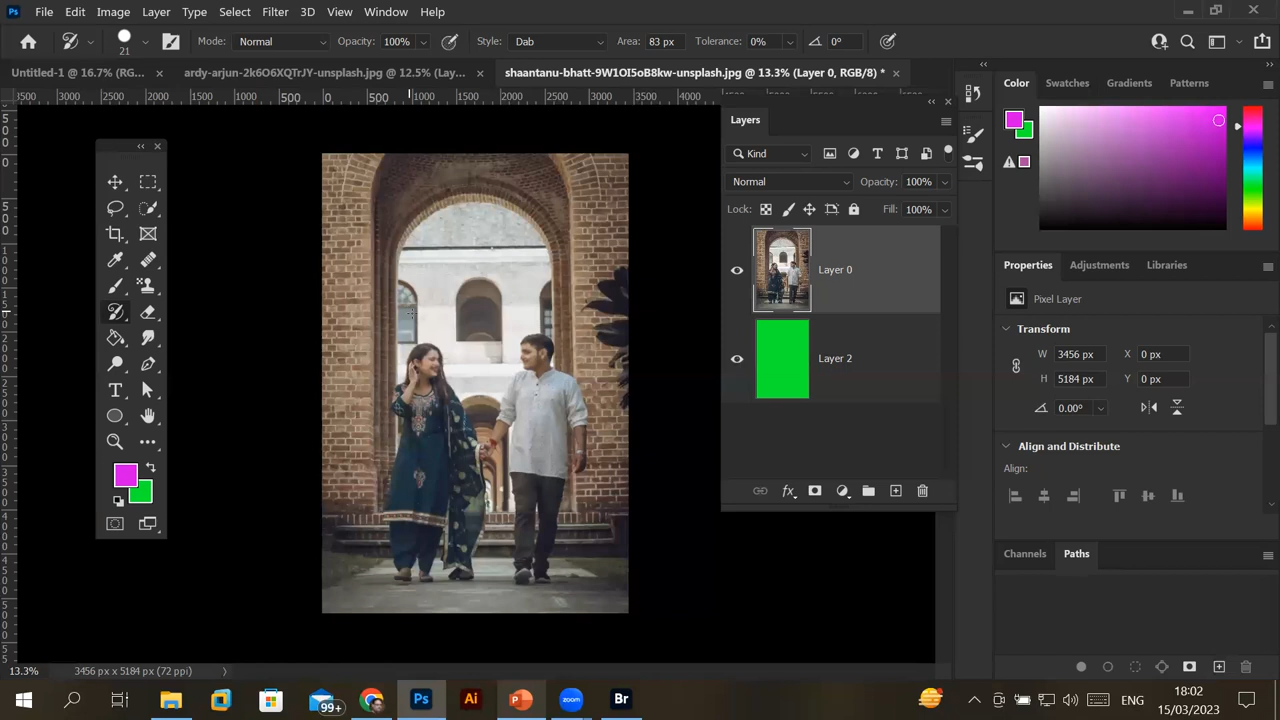 Ps File Edit Image Layer Type Select Filter 3D View Window Help
21 Mode: Normal Opacity: 100% Style: Dab Area: 83 px Tolerance: 0% 0°
Untitled-1 @ 16.7% (RG... × ardy-arjun-2k6O6XQTrJY-unsplash.jpg @ 12.5% (Lay... × shaantanu-bhatt-9W1OI5oB8kw-unsplash.jpg @ 13.3% (Layer 0, RGB/8) * ×
3500 3000 2500 2000 1500 1000 500 0 500 1000 1500 2000 2500 3000 3500 4000
Layers
Kind
Normal Opacity: 100%
Lock: Fill: 100%
Layer 0
Layer 2
fx
Color Swatches Gradients Patterns
Properties Adjustments Libraries
Pixel Layer
Transform
W 3456 px X 0 px
H 5184 px Y 0 px
0.00°
Align and Distribute
Align:
Channels Paths
13.3% 3456 px x 5184 px (72 ppi)
99+ Ps Ai P Br
ENG
18:02
15/03/2023